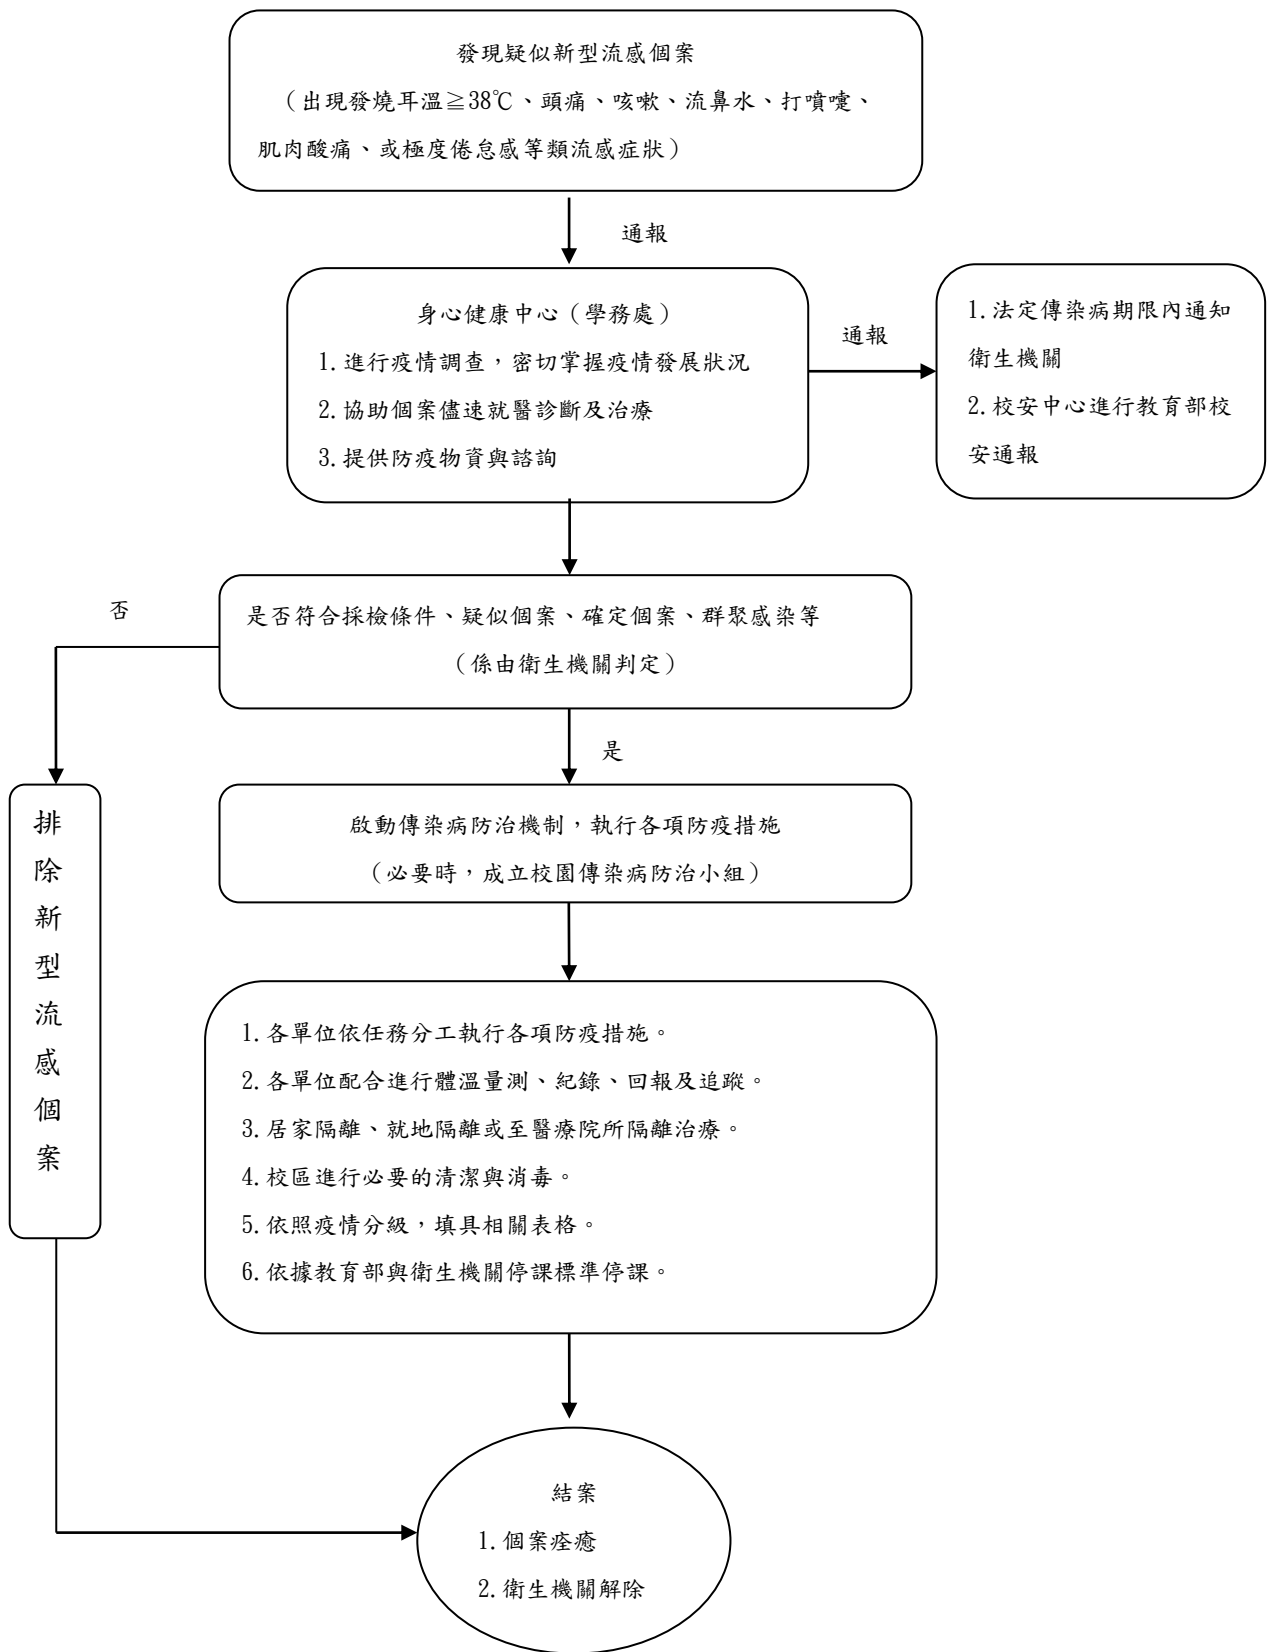 發現疑似新型流感個案
（出現發燒耳溫≧38℃、頭痛、咳嗽、流鼻水、打噴嚏、
肌肉酸痛、或極度倦怠感等類流感症狀）
通報
身心健康中心（學務處）
1.進行疫情調查，密切掌握疫情發展狀況
2.協助個案儘速就醫診斷及治療
3.提供防疫物資與諮詢
通報
1.法定傳染病期限內通知
衛生機關
2.校安中心進行教育部校
安通報
否
是否符合採檢條件、疑似個案、確定個案、群聚感染等
（係由衛生機關判定）
是
排除新型流感個案
啟動傳染病防治機制，執行各項防疫措施
（必要時，成立校園傳染病防治小組）
1.各單位依任務分工執行各項防疫措施。
2.各單位配合進行體溫量測、紀錄、回報及追蹤。
3.居家隔離、就地隔離或至醫療院所隔離治療。
4.校區進行必要的清潔與消毒。
5.依照疫情分級，填具相關表格。
6.依據教育部與衛生機關停課標準停課。
結案
1.個案痊癒
2.衛生機關解除